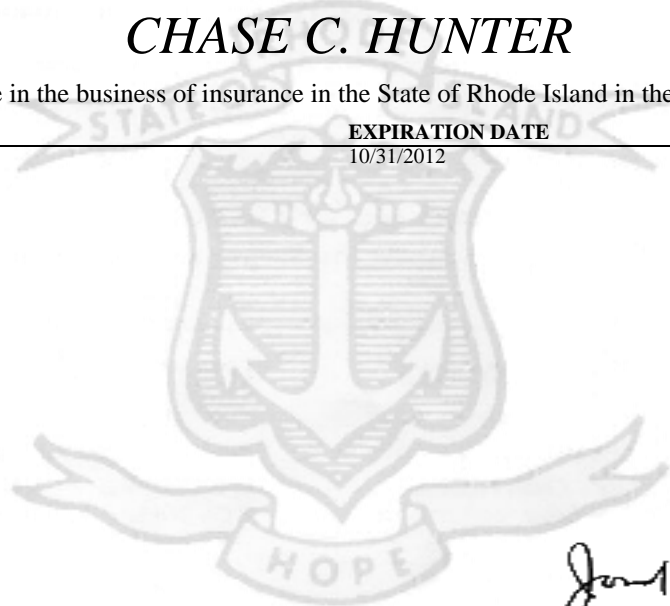 CHASE C. HUNTER
in the business of insurance in the State of Rhode Island in the
STATE
EXPIRATION DATE
10/31/2012
HOPE